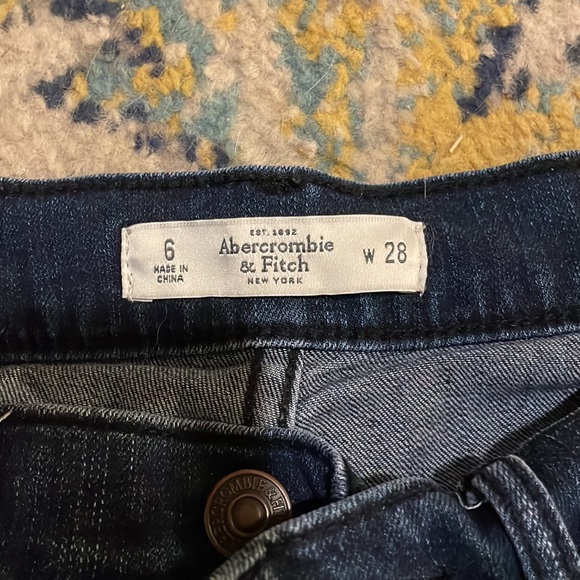 6
MADE IN
CHINA
EST. 1892
Abercrombie
& Fitch
NEW YORK
W 28